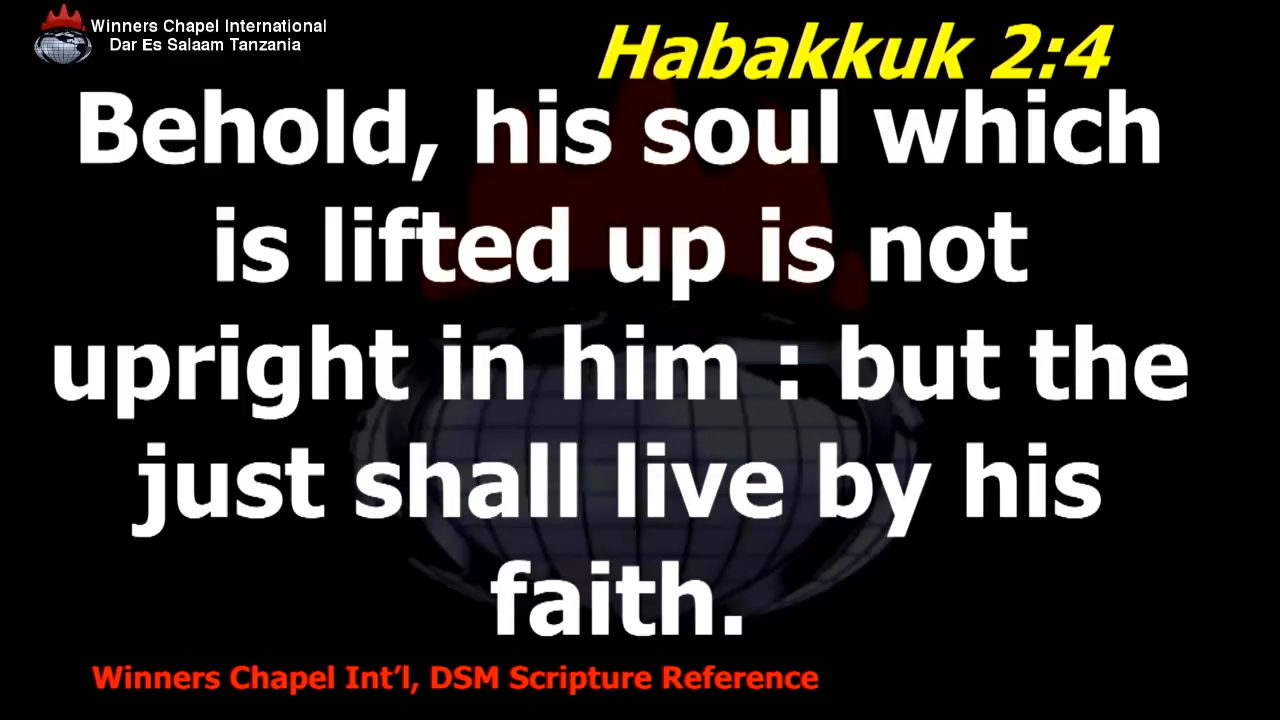 Winners Chapel International
Dar Es Salaam Tanzania
Habakkuk 2:4
Behold, his soul which
is lifted up is not
upright in him : but the
just shall live by his
faith.
Winners Chapel Int’l, DSM Scripture Reference